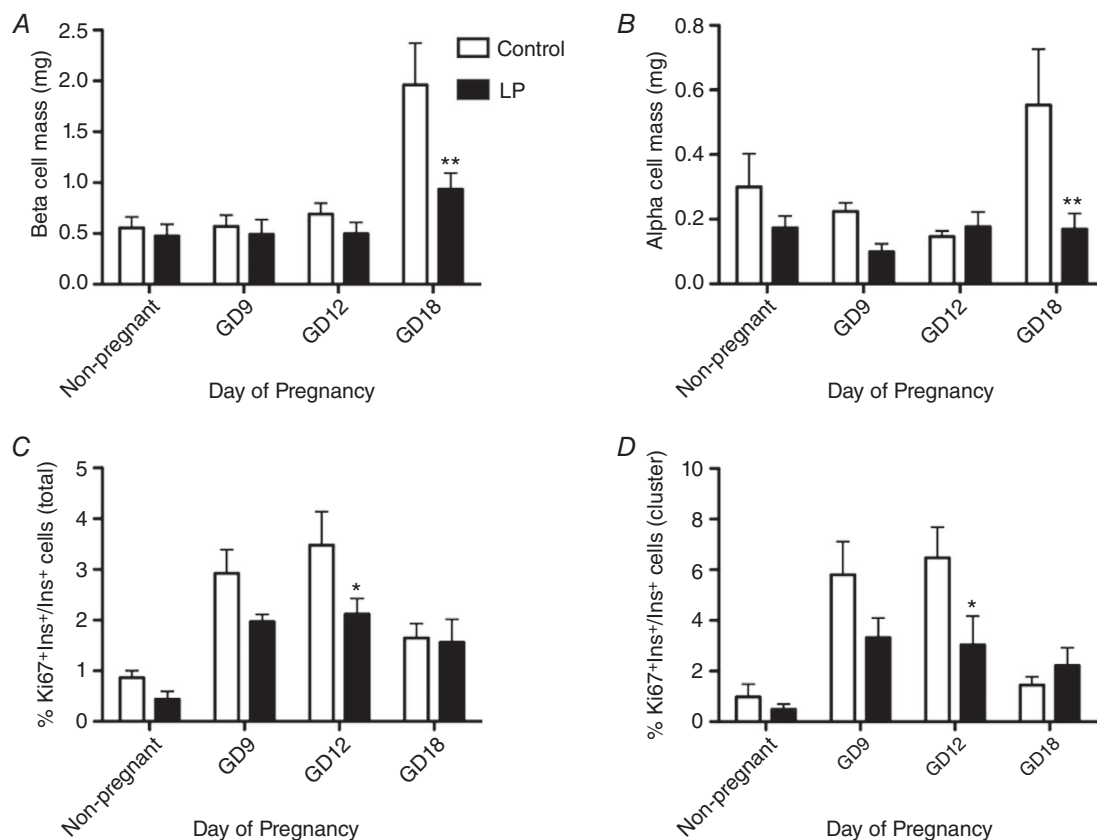 A
Beta cell mass (mg)
2.5
2.0
1.5
1.0
0.5
0.0
Control
LP
**
Non-pregnant
GD9
GD12
GD18
Day of Pregnancy
B
Alpha cell mass (mg)
0.8
0.6
0.4
0.2
0.0
**
Non-pregnant
GD9
GD12
GD18
Day of Pregnancy
C
% Ki67⁺Ins⁺/Ins⁺ cells (total)
5
4
3
2
1
0
*
Non-pregnant
GD9
GD12
GD18
Day of Pregnancy
D
% Ki67⁺Ins⁺/Ins⁺ cells (cluster)
10
8
6
4
2
0
*
Non-pregnant
GD9
GD12
GD18
Day of Pregnancy